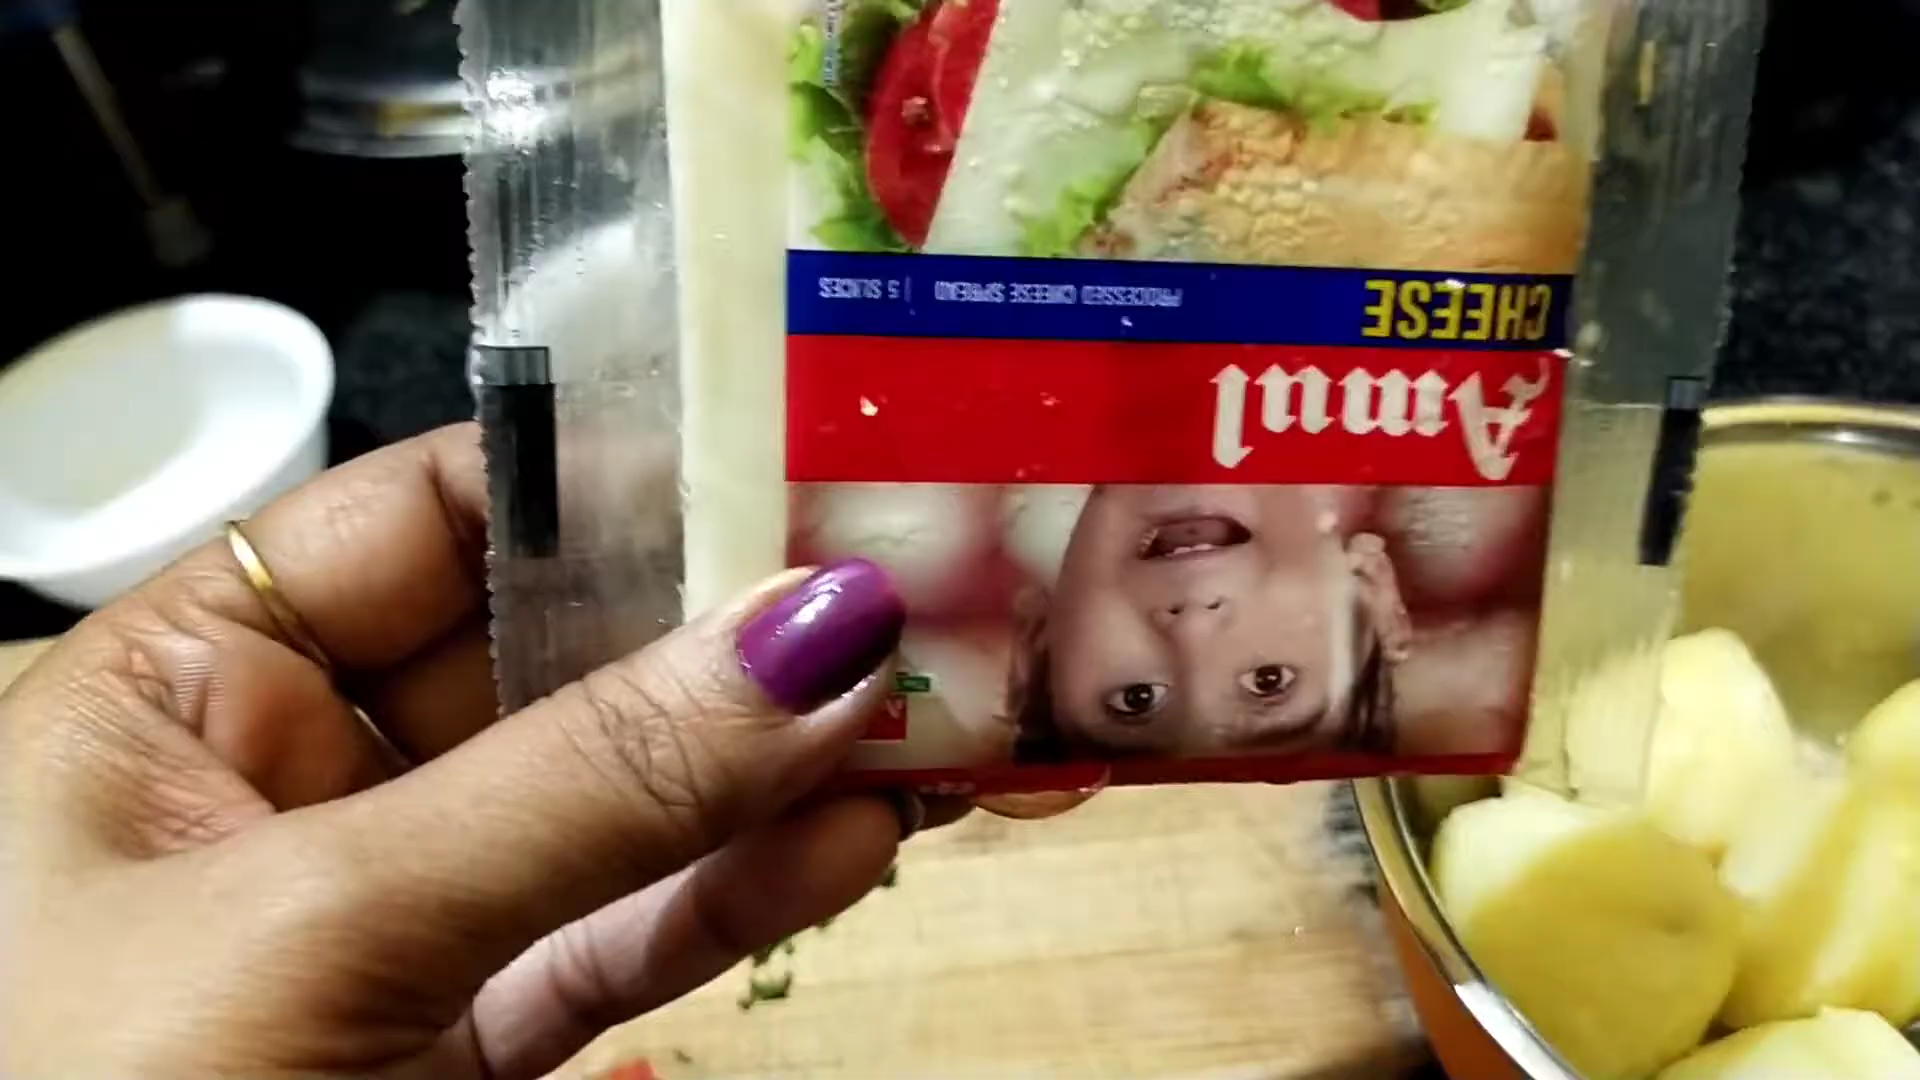 Amul
CHEESE
PROCESSED CHEESE SPREAD | 5 SLICES